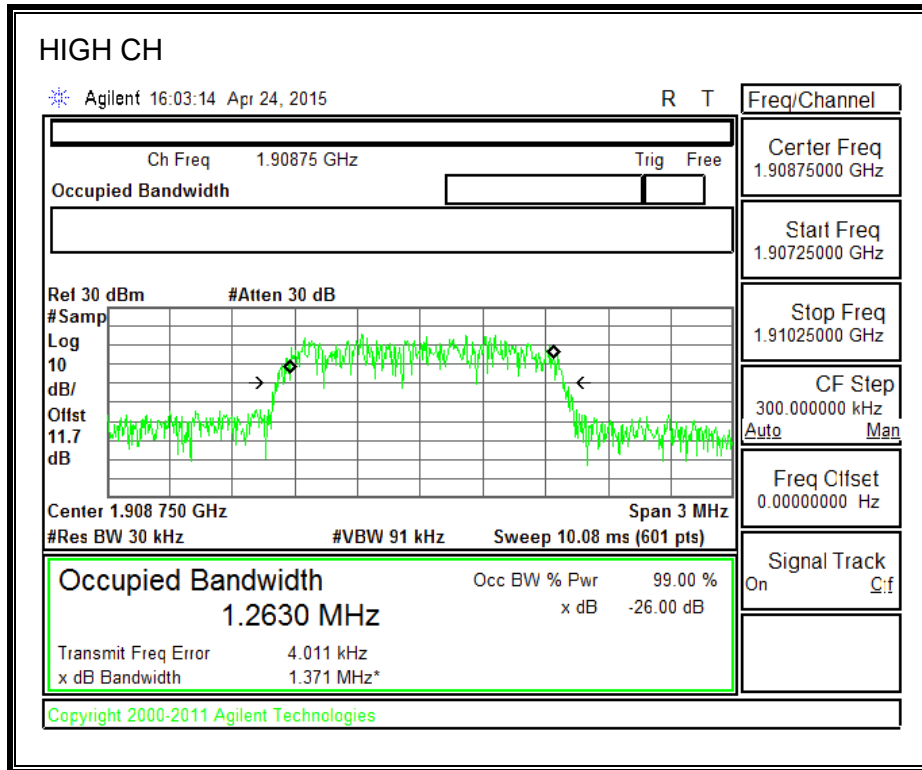 HIGH CH
Agilent 16:03:14 Apr 24, 2015 R T
Freq/Channel
Ch Freq 1.90875 GHz Trig Free
Occupied Bandwidth
Center Freq
1.90875000 GHz
Start Freq
1.90725000 GHz
Stop Freq
1.91025000 GHz
CF Step
300.000000 kHz
Auto Man
Freq Offset
0.00000000 Hz
Signal Track
On Off
Ref 30 dBm #Atten 30 dB
#Samp
Log
10
dB/
Offst
11.7
dB
Center 1.908 750 GHz Span 3 MHz
#Res BW 30 kHz #VBW 91 kHz Sweep 10.08 ms (601 pts)
Occupied Bandwidth
1.2630 MHz
Occ BW % Pwr 99.00 %
x dB -26.00 dB
Transmit Freq Error 4.011 kHz
x dB Bandwidth 1.371 MHz*
Copyright 2000-2011 Agilent Technologies